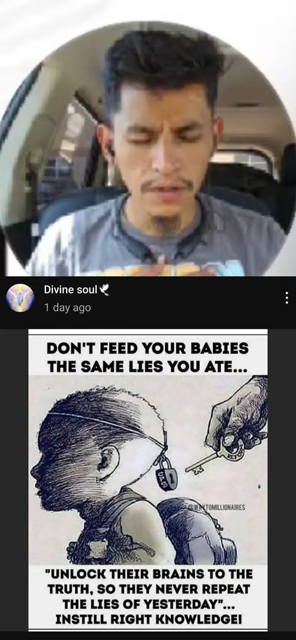 Divine soul🕊
1 day ago
DON'T FEED YOUR BABIES
THE SAME LIES YOU ATE...
@WAYTOMILLIONAIRES
"UNLOCK THEIR BRAINS TO THE
TRUTH, SO THEY NEVER REPEAT
THE LIES OF YESTERDAY"...
INSTILL RIGHT KNOWLEDGE!